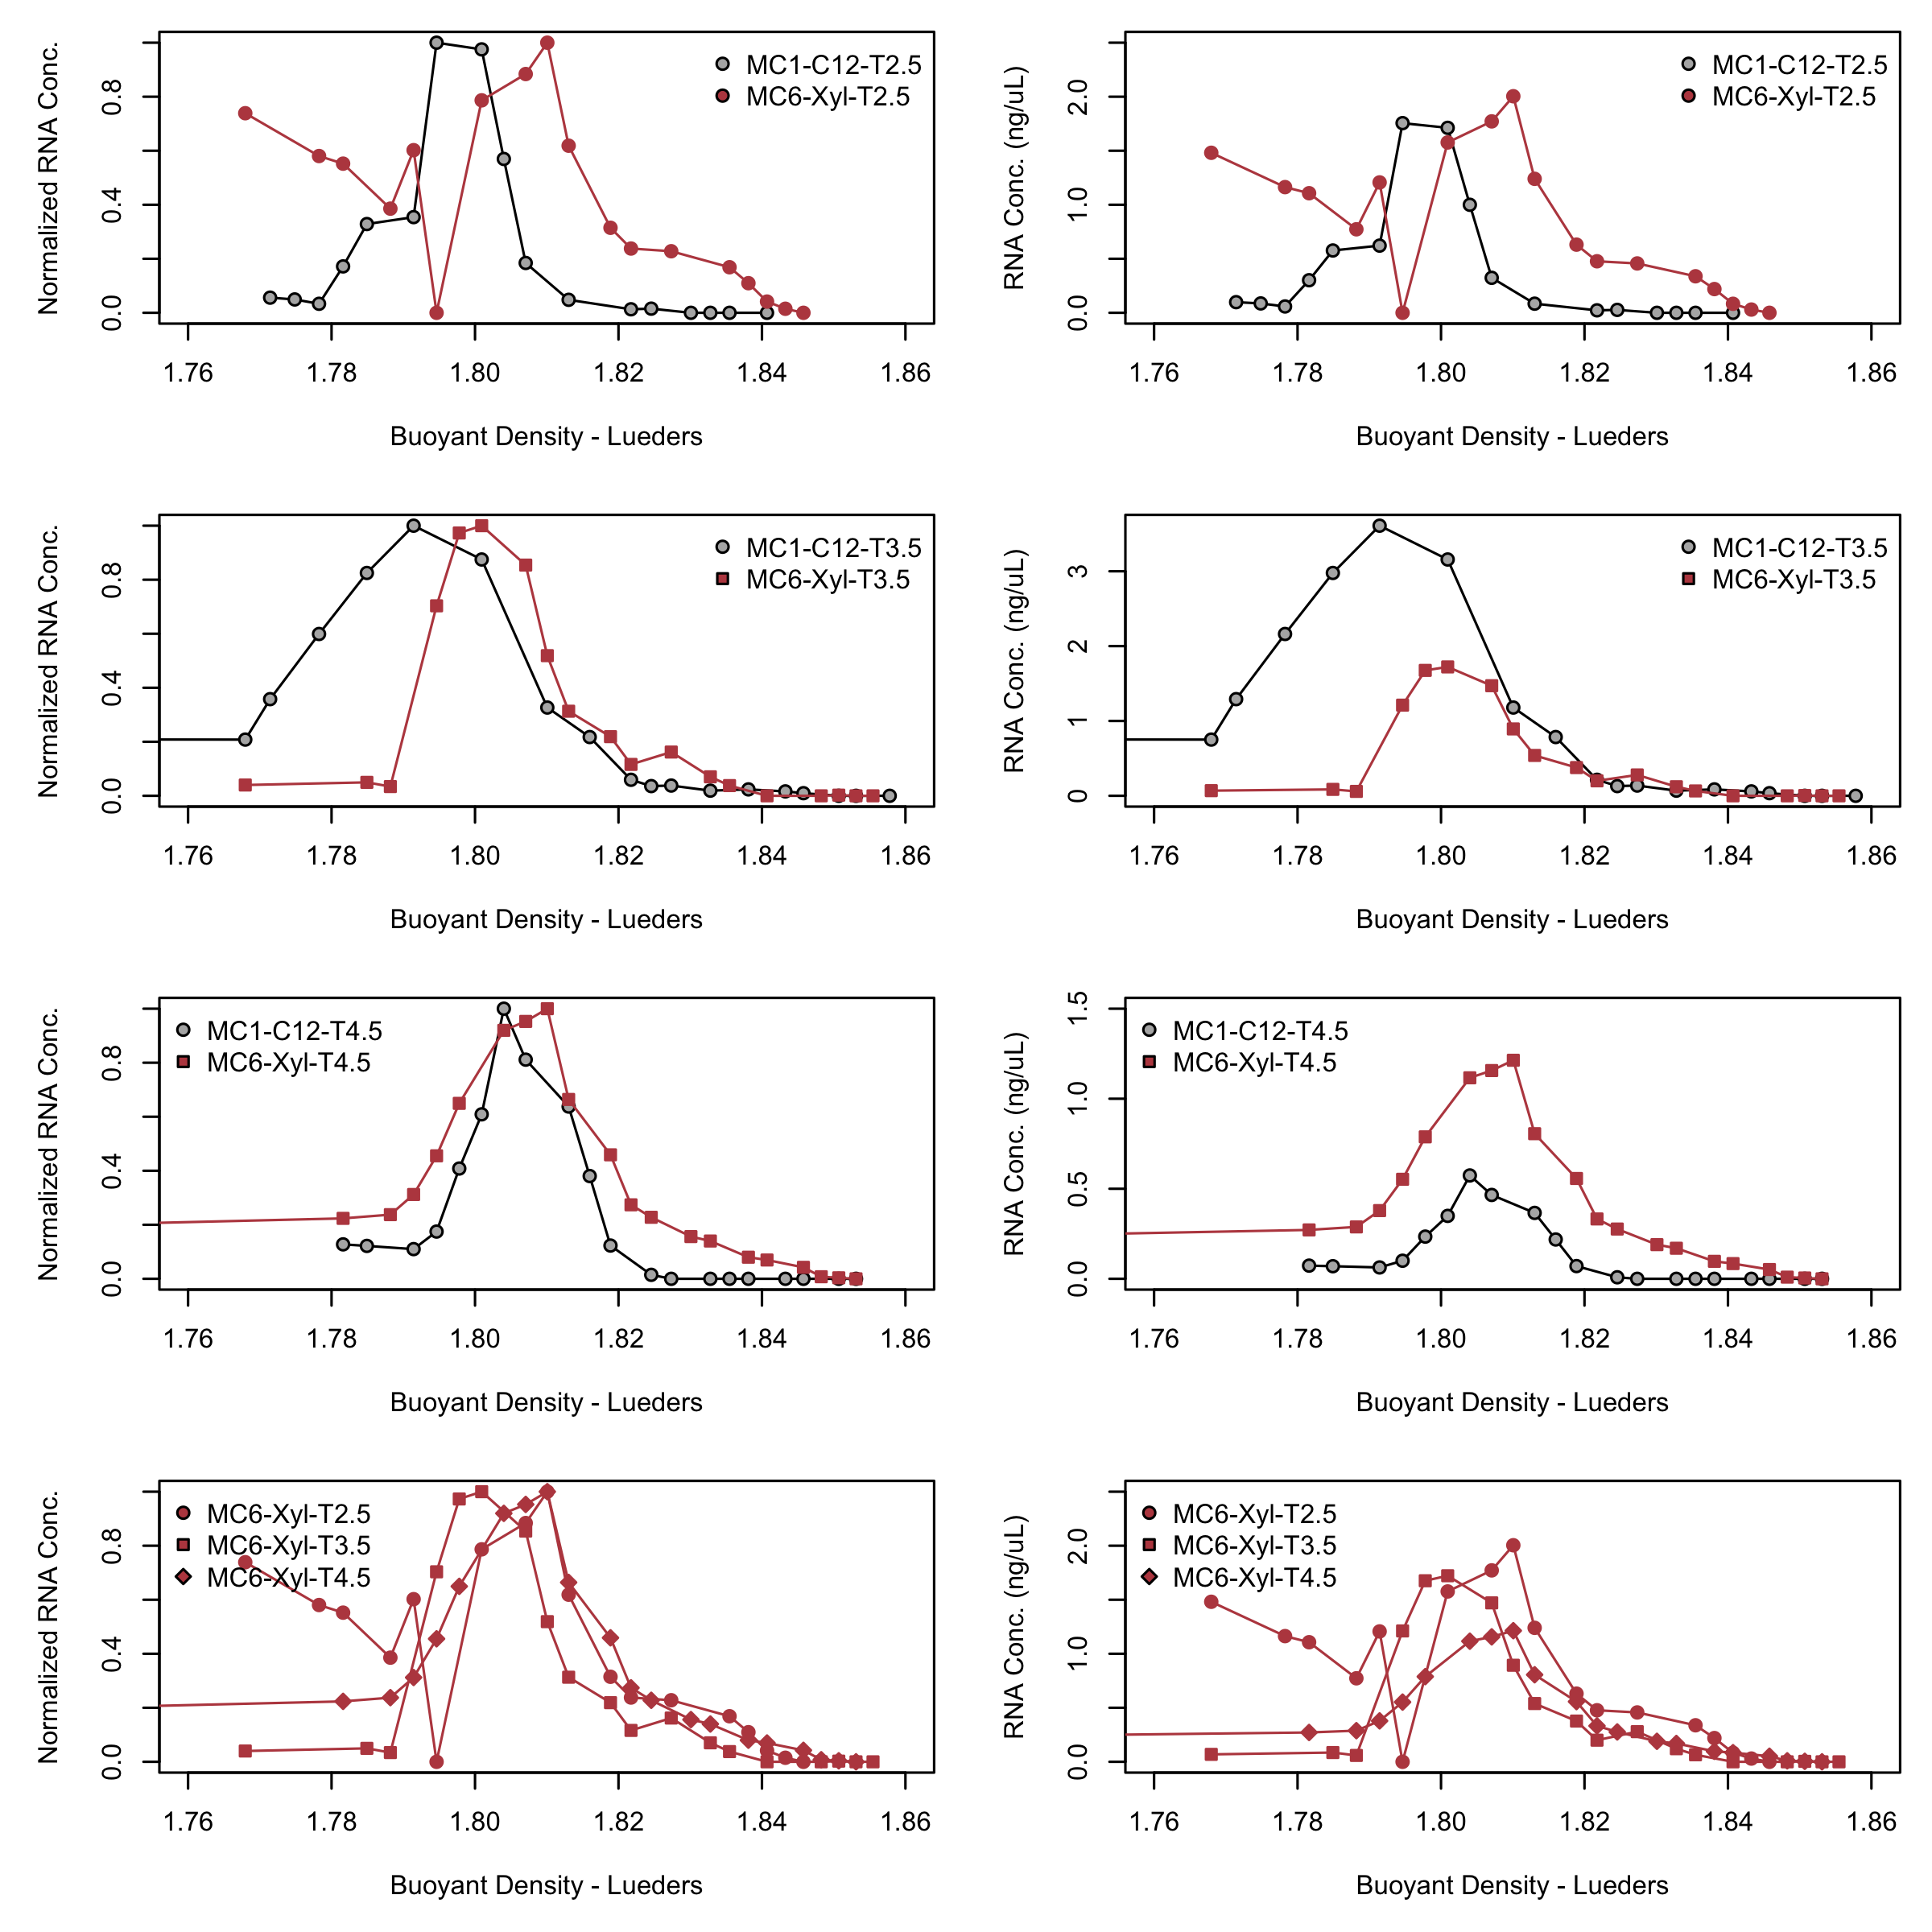 Normalized RNA Conc.
0.0 0.4 0.8
MC1-C12-T2.5
MC6-Xyl-T2.5
1.76 1.78 1.80 1.82 1.84 1.86
Buoyant Density - Lueders
RNA Conc. (ng/uL)
0.0 1.0 2.0
MC1-C12-T2.5
MC6-Xyl-T2.5
1.76 1.78 1.80 1.82 1.84 1.86
Buoyant Density - Lueders
Normalized RNA Conc.
0.0 0.4 0.8
MC1-C12-T3.5
MC6-Xyl-T3.5
1.76 1.78 1.80 1.82 1.84 1.86
Buoyant Density - Lueders
RNA Conc. (ng/uL)
0 1 2 3
MC1-C12-T3.5
MC6-Xyl-T3.5
1.76 1.78 1.80 1.82 1.84 1.86
Buoyant Density - Lueders
Normalized RNA Conc.
0.0 0.4 0.8
MC1-C12-T4.5
MC6-Xyl-T4.5
1.76 1.78 1.80 1.82 1.84 1.86
Buoyant Density - Lueders
RNA Conc. (ng/uL)
0.0 0.5 1.0 1.5
MC1-C12-T4.5
MC6-Xyl-T4.5
1.76 1.78 1.80 1.82 1.84 1.86
Buoyant Density - Lueders
Normalized RNA Conc.
0.0 0.4 0.8
MC6-Xyl-T2.5
MC6-Xyl-T3.5
MC6-Xyl-T4.5
1.76 1.78 1.80 1.82 1.84 1.86
Buoyant Density - Lueders
RNA Conc. (ng/uL)
0.0 1.0 2.0
MC6-Xyl-T2.5
MC6-Xyl-T3.5
MC6-Xyl-T4.5
1.76 1.78 1.80 1.82 1.84 1.86
Buoyant Density - Lueders